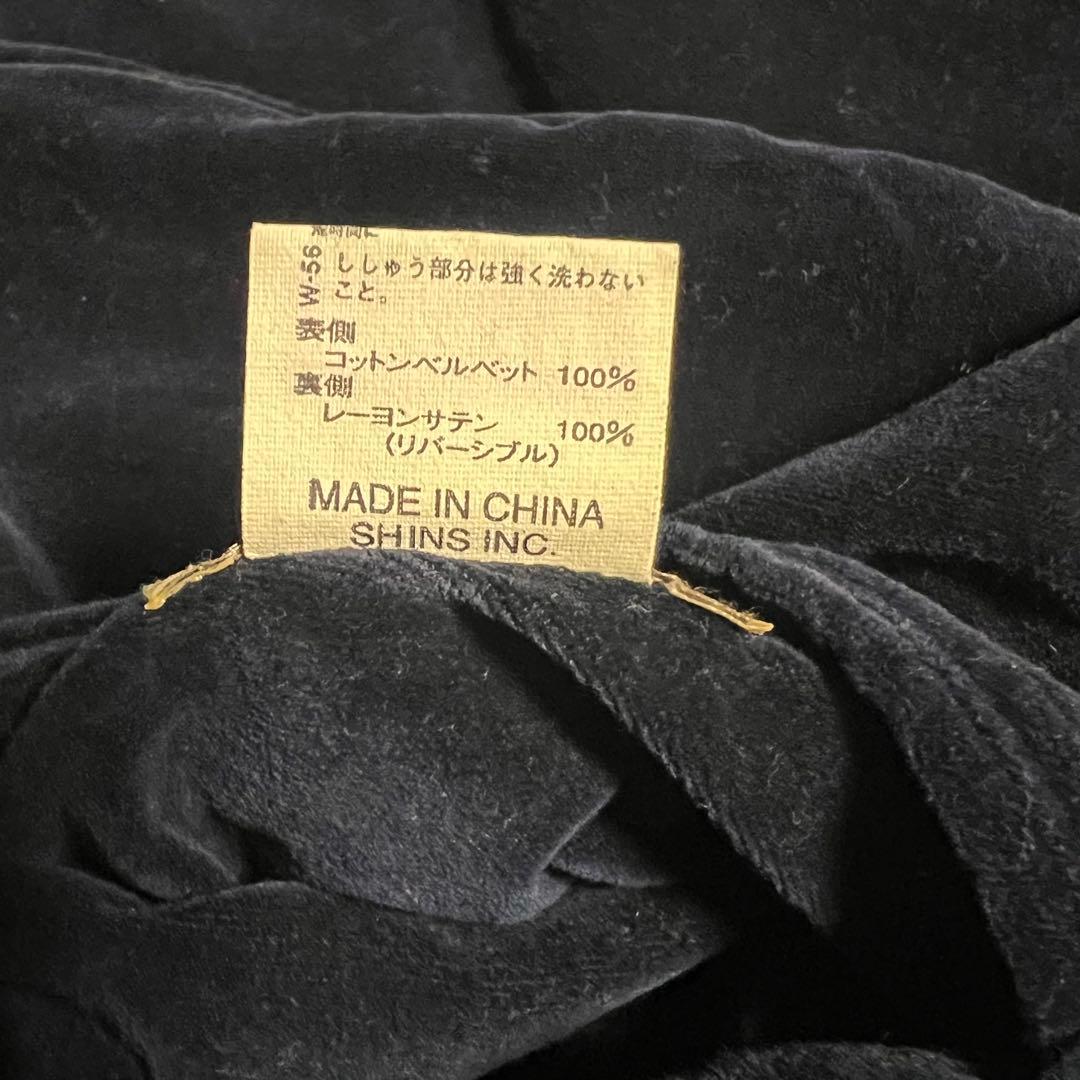 W-56
ししゅう部分は強く洗わない
こと。
表側
コットンベルベット 100%
裏側
レーヨンサテン 100%
(リバーシブル)
MADE IN CHINA
SHINS INC.